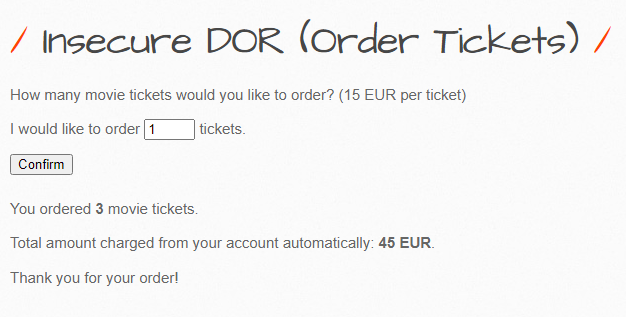 / Insecure DOR (Order Tickets) /
How many movie tickets would you like to order? (15 EUR per ticket)
I would like to order 1 tickets.
Confirm
You ordered 3 movie tickets.
Total amount charged from your account automatically: 45 EUR.
Thank you for your order!